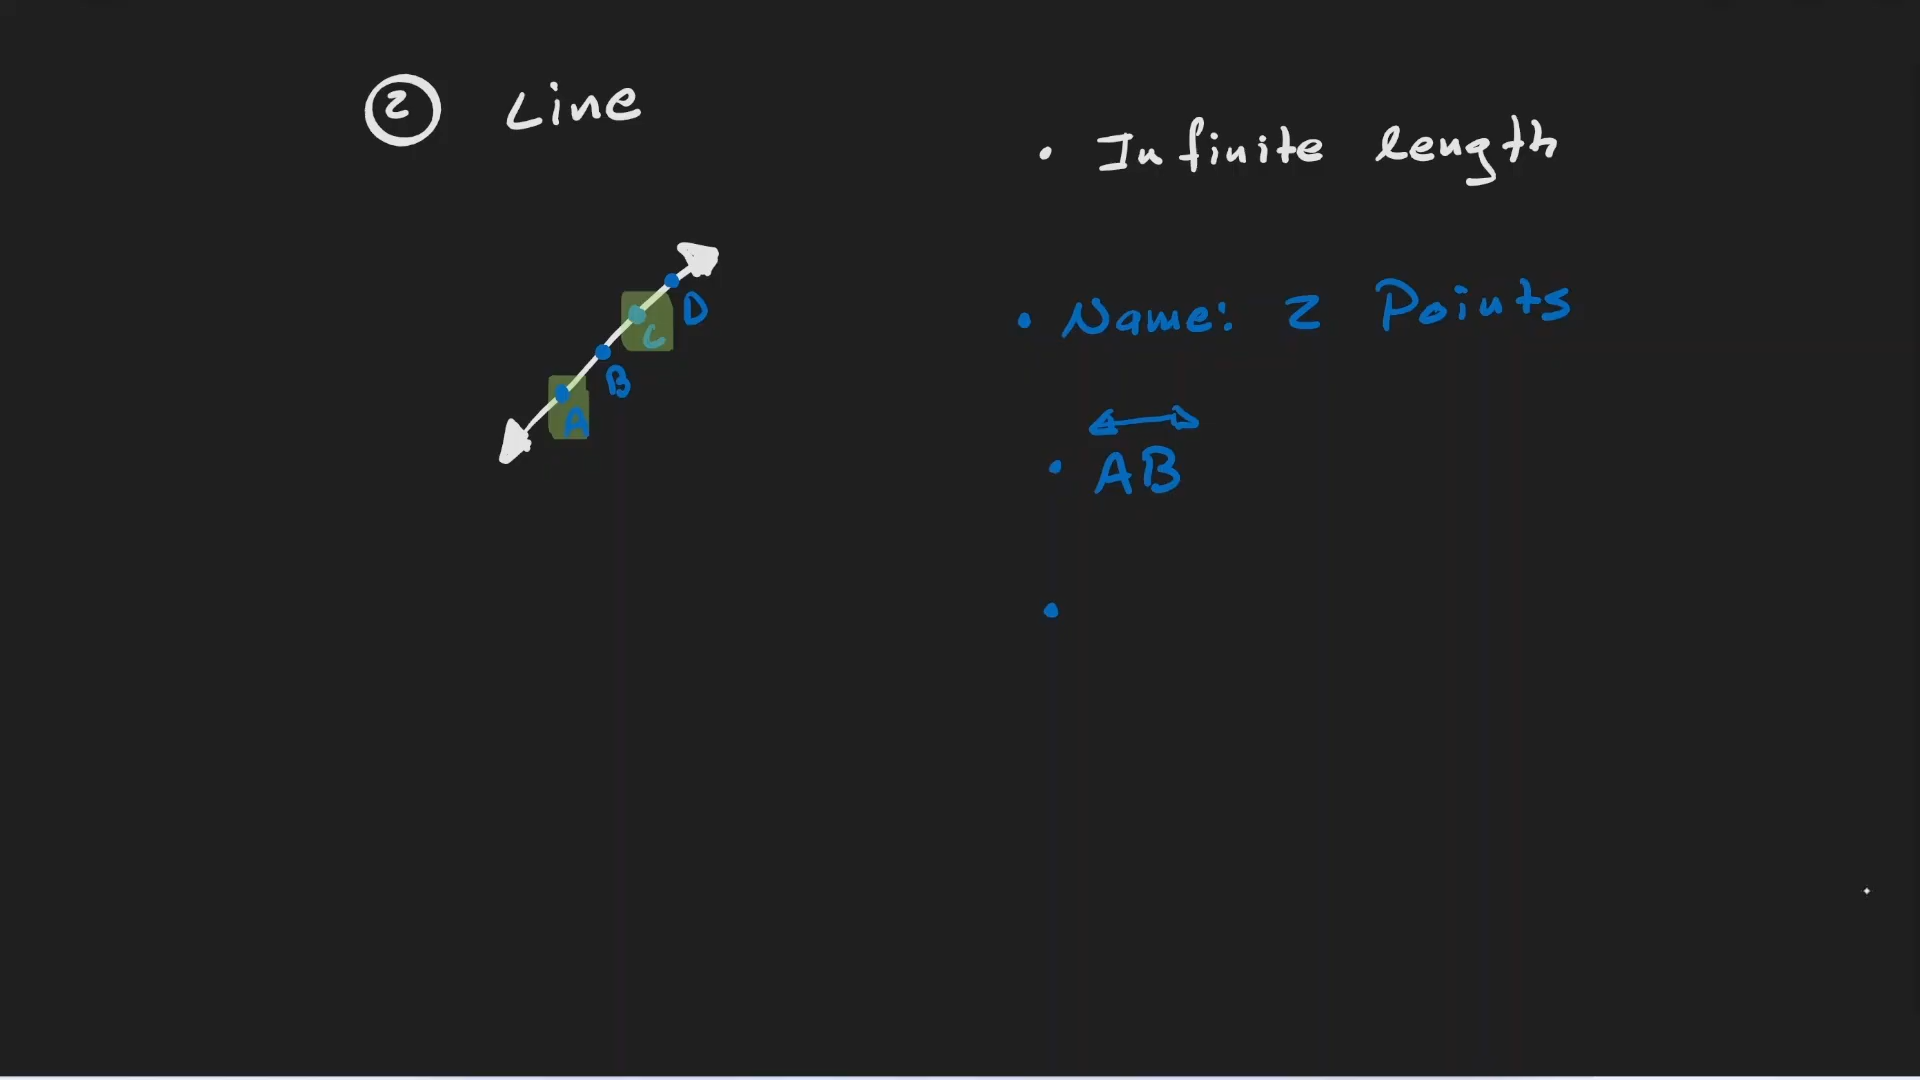 2 Line
• Infinite length
D
C
B
A
• Name: 2 Points
• AB
•